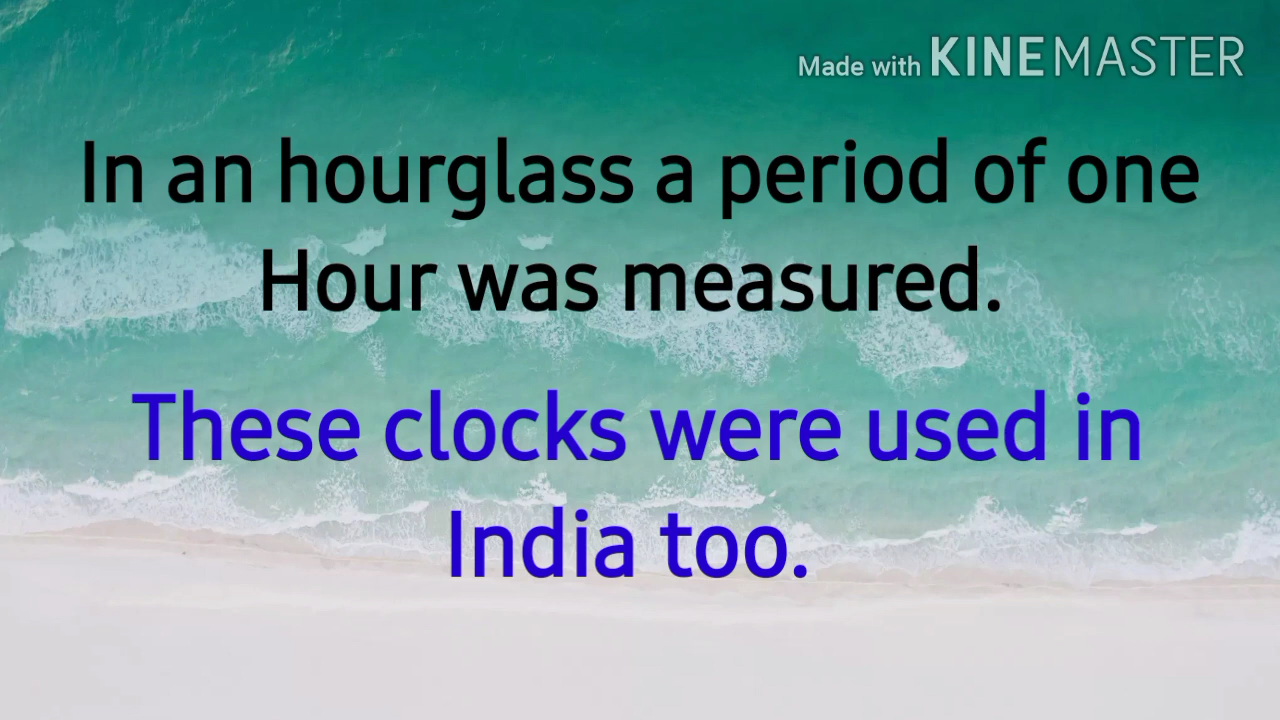 Made with KINEMASTER
In an hourglass a period of one
Hour was measured.
These clocks were used in
India too.